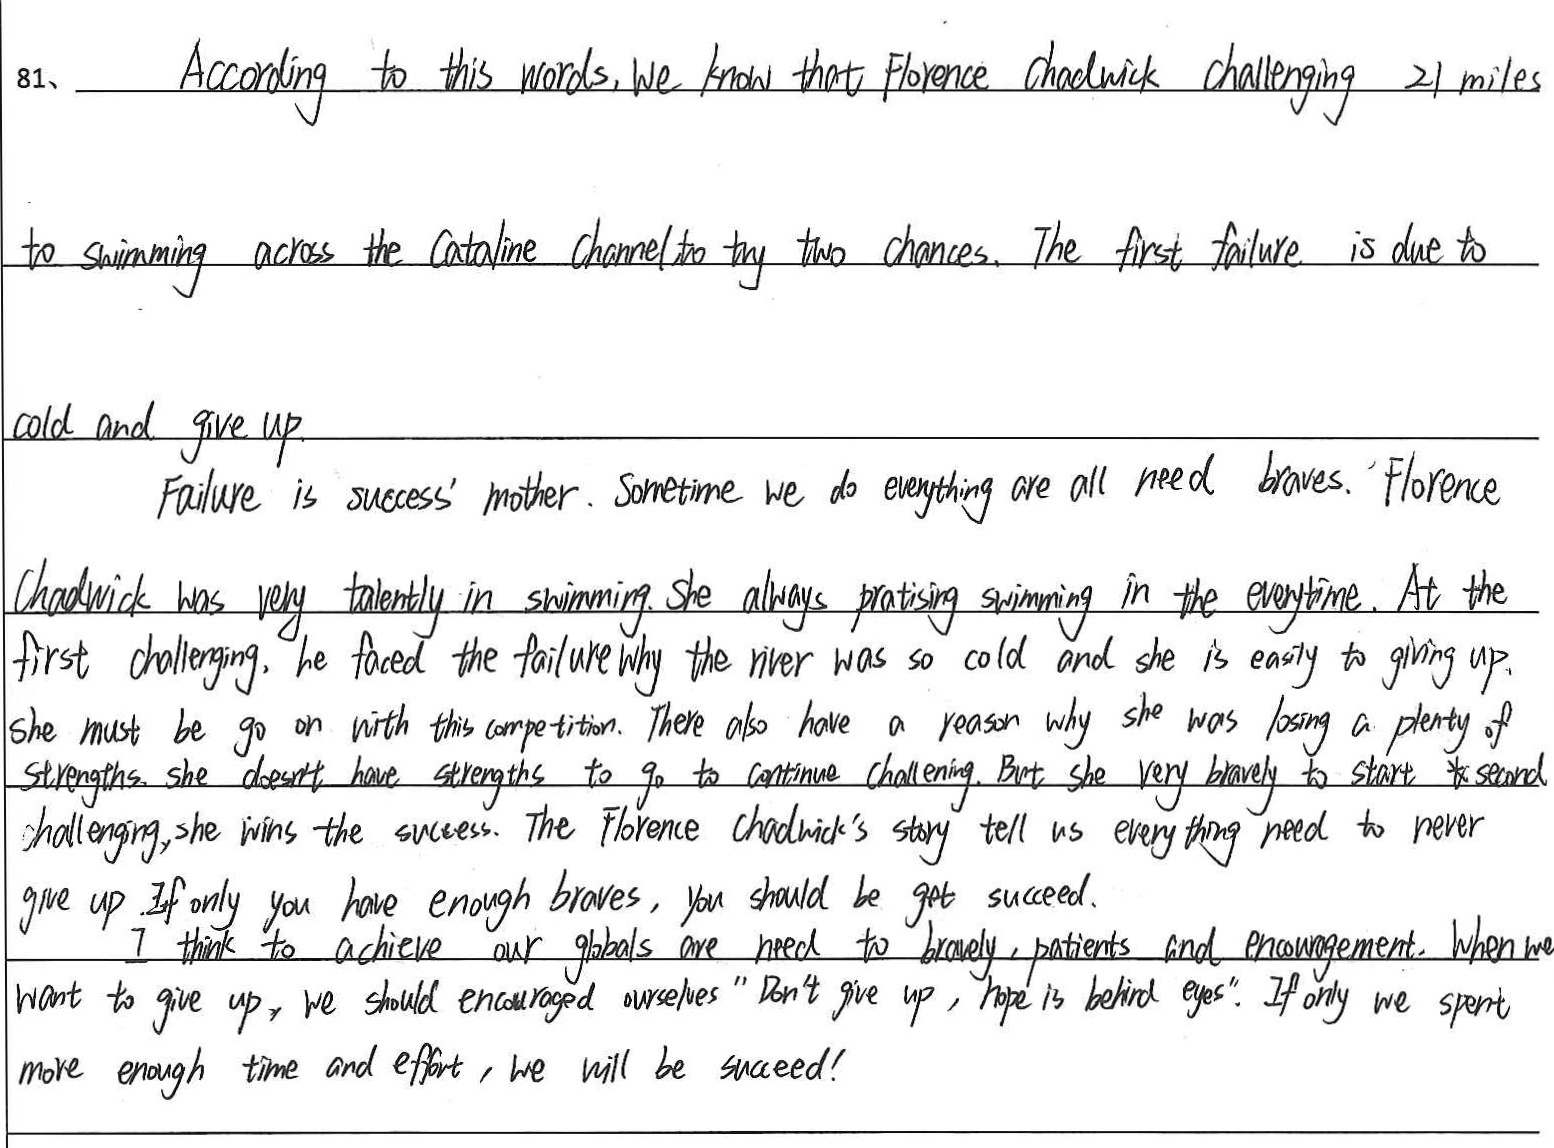 81、 According to this words, We know that Florence Chadwick challenging 21 miles
to swimming across the Cataline Channel, to try two chances. The first failure is due to
cold and give up.
Failure is success' mother. Sometime we do everything are all need braves. Florence
Chadwick was very talently in swimming. She always pratising swimming in the everytime. At the
first challenging, he faced the failure why the river was so cold and she is easily to giving up.
she must be go on with this competition. There also have a reason why she was losing a plenty of
strengths. she doesn't have strengths to go to continue challening. But she very bravely to start second
challenging, she wins the success. The Florence Chadwick's story tell us everything need to never
give up. If only you have enough braves, you should be get succeed.
I think to achieve our globals are need to bravely, patients and encouragement. When we
want to give up, we should encouraged ourselves "Don't give up, hope is behind eyes". If only we spent
more enough time and effort, we will be succeed!